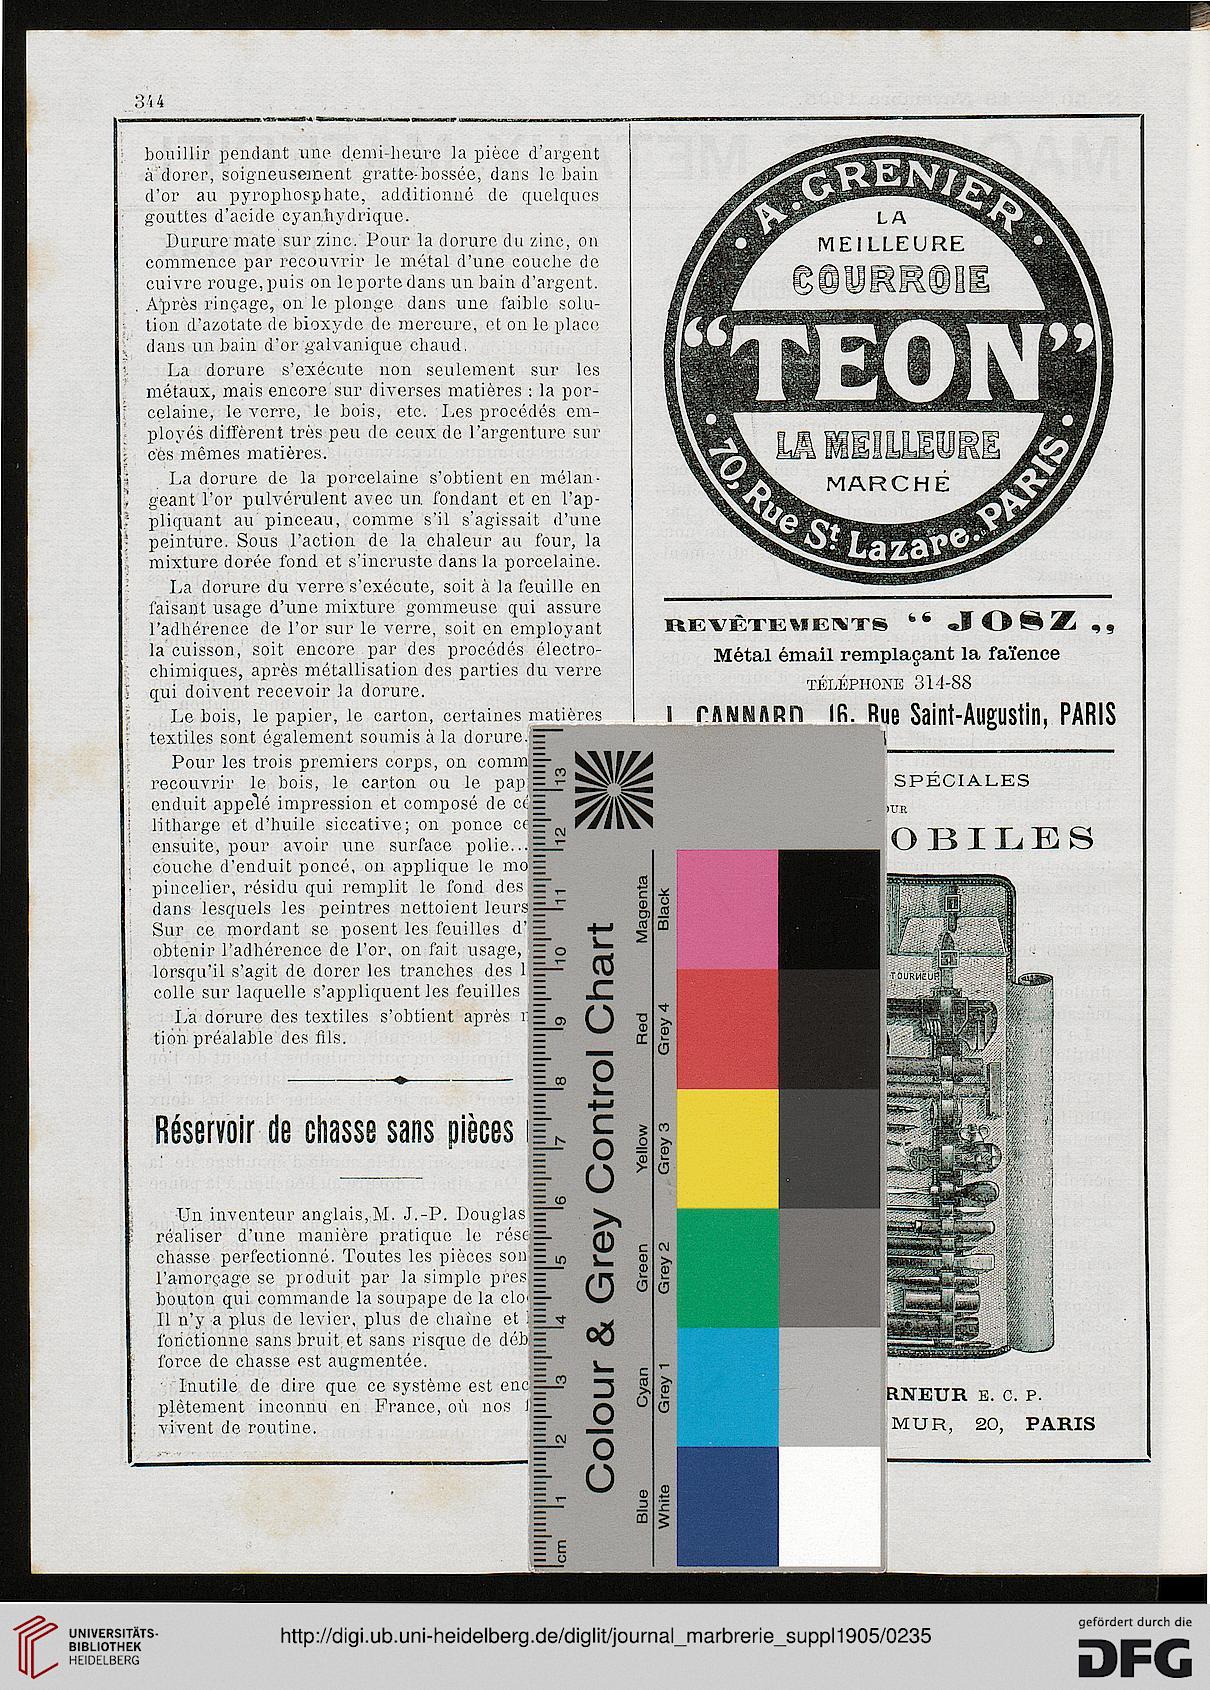 344
bouillir pendant une demi-heure la pièce d'argent
à dorer, soigneusement gratte-bossée, dans le bain
d'or au pyrophosphate, additionné de quelques
gouttes d'acide cyanhydrique.
Durure mate sur zinc. Pour la dorure du zinc, on
commence par recouvrir le métal d'une couche de
cuivre rouge, puis on le porte dans un bain d'argent.
Après rinçage, on le plonge dans une faible solu-
tion d'azotate de bioxyde de mercure, et on le place
dans un bain d'or galvanique chaud.
La dorure s'exécute non seulement sur les
métaux, mais encore sur diverses matières : la por-
celaine, le verre, le bois, etc. Les procédés em-
ployés diffèrent très peu de ceux de l'argenture sur
ces mêmes matières.
La dorure de la porcelaine s'obtient en mélan-
geant l'or pulvérulent avec un fondant et en l'ap-
pliquant au pinceau, comme s'il s'agissait d'une
peinture. Sous l'action de la chaleur au four, la
mixture dorée fond et s'incruste dans la porcelaine.
La dorure du verre s'exécute, soit à la feuille en
faisant usage d'une mixture gommeuse qui assure
l'adhérence de l'or sur le verre, soit en employant
la cuisson, soit encore par des procédés électro-
chimiques, après métallisation des parties du verre
qui doivent recevoir la dorure.
Le bois, le papier, le carton, certaines matières
textiles sont également soumis à la dorure.
Pour les trois premiers corps, on comm
recouvrir le bois, le carton ou le pap
enduit appelé impression et composé de cé
litharge et d'huile siccative; on ponce ce
ensuite, pour avoir une surface polie...
couche d'enduit poncé, on applique le mo
pincelier, résidu qui remplit le fond des
dans lesquels les peintres nettoient leurs
Sur ce mordant se posent les feuilles d'
obtenir l'adhérence de l'or, on fait usage,
lorsqu'il s'agit de dorer les tranches des l
colle sur laquelle s'appliquent les feuilles
La dorure des textiles s'obtient après
tion préalable des fils.
Réservoir de chasse sans pièces
Un inventeur anglais, M. J.-P. Douglas
réaliser d'une manière pratique le rése
chasse perfectionné. Toutes les pièces son
l'amorçage se produit par la simple pres
bouton qui commande la soupape de la clo
Il n'y a plus de levier, plus de chaîne et
fonctionne sans bruit et sans risque de déb
force de chasse est augmentée.
Inutile de dire que ce système est enc
plètement inconnu en France, où nos
vivent de routine.
A. GRENIER
LA
MEILLEURE
COURROIE
"TEON"
LA MEILLEURE
MARCHÉ
70, Rue St Lazare. PARIS
REVÊTEMENTS “ JOSZ „
Métal émail remplaçant la faïence
TÉLÉPHONE 314-88
J. CANNARD, 16, Rue Saint-Augustin, PARIS
SPÉCIALES
OUR
OBILES
TOURNEUR
RNEUR E. C. P.
MUR, 20, PARIS
Colour & Grey Control Chart
Magenta Red Yellow Green Cyan Blue
Black Grey 4 Grey 3 Grey 2 Grey 1 White
cm 1 2 3 4 5 6 7 8 9 10 11 12 13
UNIVERSITÄTS-
BIBLIOTHEK
HEIDELBERG
http://digi.ub.uni-heidelberg.de/diglit/journal_marbrerie_suppl1905/0235
gefördert durch die
DFG